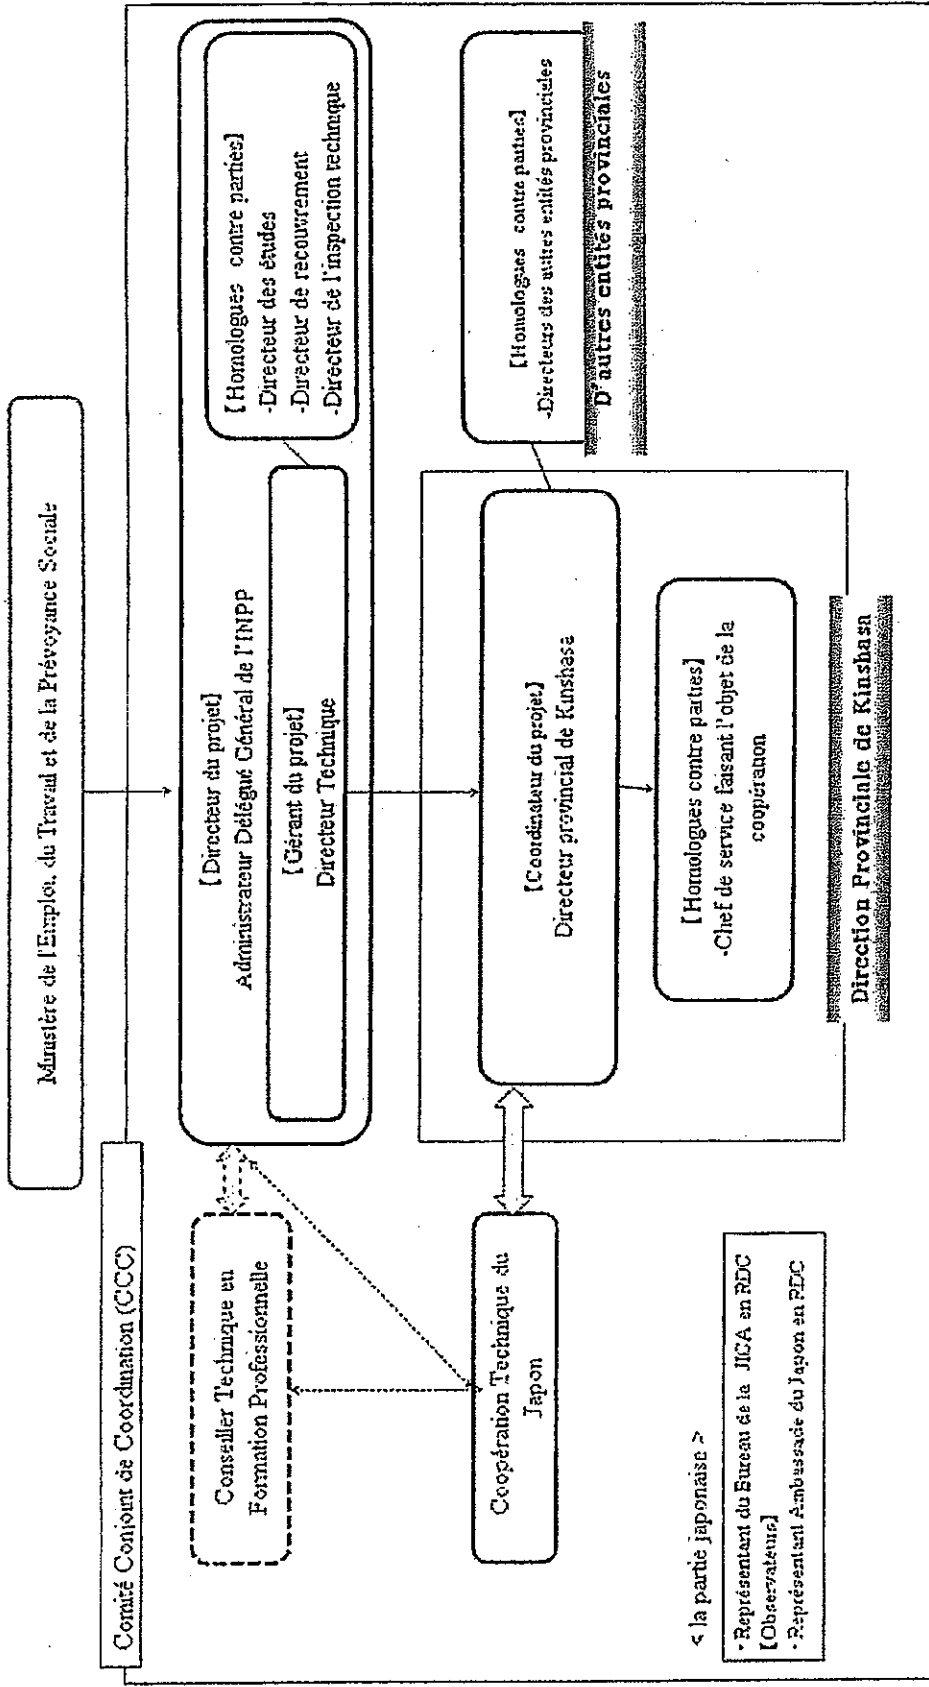 Ministère de l'Emploi, du Travail et de la Prévoyance Sociale
Comité Conjount de Coordination (CCC)
[Directeur du projet]
Administrateur Délégué Général de l'INPP
[Gérant du projet]
Directeur Technique
[Homologues contre parties]
-Directeur des études
-Directeur de recouvrement
-Directeur de l'inspection technique
Conseiller Technique en
Formation Professionnelle
Coopération Technique du
Japon
[Coordinateur du projet]
Directeur provincial de Kinshasa
[Homologues contre parties]
-Directeurs des autres entités provinciales
D'autres entités provinciales
[Homologues contre parties]
-Chef de service faisant l'objet de la
coopération
Direction Provinciale de Kinshasa
< la partie japonaise >
・Représentant du Bureau de la JICA en RDC
[Observateurs]
・Représentant Ambassade du Japon en RDC